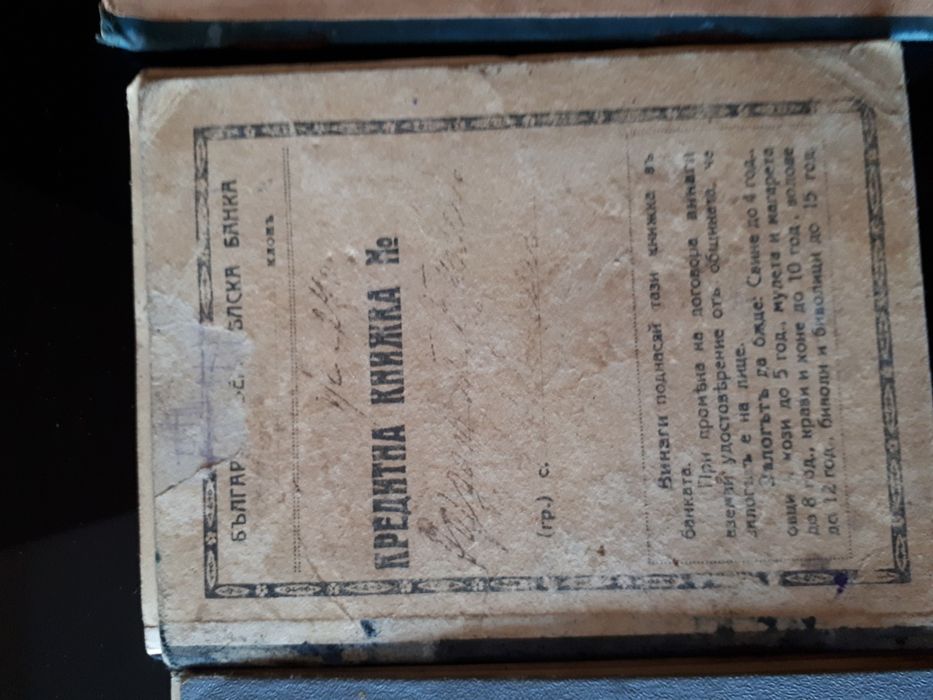 БЪЛГАР ЛСКА БАНКА
КЛОНЪ
КРЕДИТНА КНИЖКА №
(гр.) с.
Винаги поднасяй тази книжка въ
банката.
При промѣна на договора винаги
вземай удостовѣрение отъ общината, че
залогътъ е на лице.
Залогътъ да бѫде: Свине до 4 год.,
овци и кози до 5 год., мулета и магарета
до 8 год., крави и коне до 10 год., волове
до 12 год., биволи и биволици до 15 год.